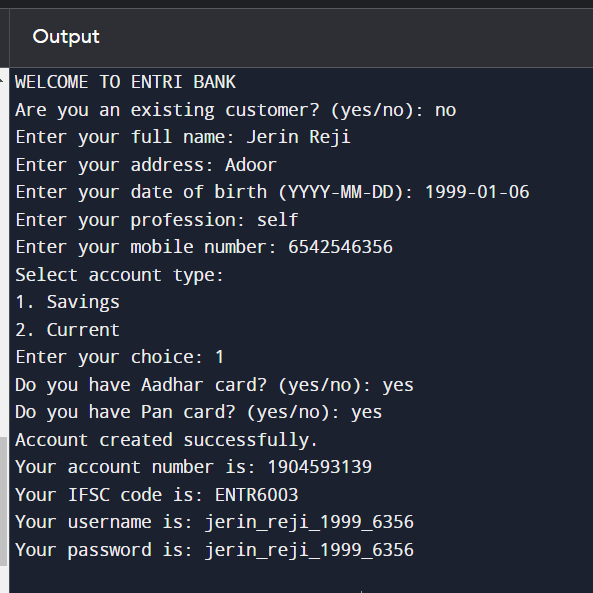 Output
WELCOME TO ENTRI BANK
Are you an existing customer? (yes/no): no
Enter your full name: Jerin Reji
Enter your address: Adoor
Enter your date of birth (YYYY-MM-DD): 1999-01-06
Enter your profession: self
Enter your mobile number: 6542546356
Select account type:
1. Savings
2. Current
Enter your choice: 1
Do you have Aadhar card? (yes/no): yes
Do you have Pan card? (yes/no): yes
Account created successfully.
Your account number is: 1904593139
Your IFSC code is: ENTR6003
Your username is: jerin_reji_1999_6356
Your password is: jerin_reji_1999_6356